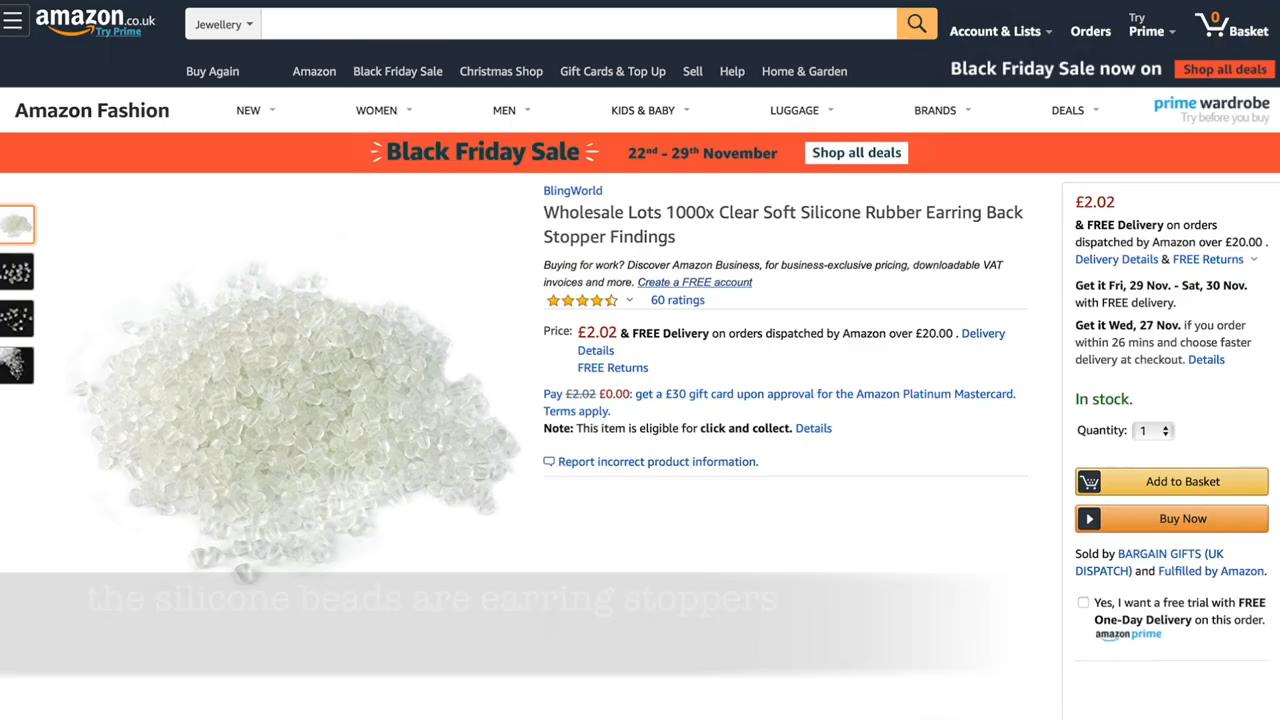 amazon.co.uk
Try Prime
Jewellery
Account & Lists
Orders
Try
Prime
0
Basket
Buy Again
Amazon
Black Friday Sale
Christmas Shop
Gift Cards & Top Up
Sell
Help
Home & Garden
Black Friday Sale now on
Shop all deals
Amazon Fashion
NEW
WOMEN
MEN
KIDS & BABY
LUGGAGE
BRANDS
DEALS
prime wardrobe
Try before you buy
Black Friday Sale
22nd - 29th November
Shop all deals
BlingWorld
Wholesale Lots 1000x Clear Soft Silicone Rubber Earring Back
Stopper Findings
Buying for work? Discover Amazon Business, for business-exclusive pricing, downloadable VAT
invoices and more. Create a FREE account
60 ratings
Price: £2.02 & FREE Delivery on orders dispatched by Amazon over £20.00 . Delivery
Details
FREE Returns
Pay £2.02 £0.00: get a £30 gift card upon approval for the Amazon Platinum Mastercard.
Terms apply.
Note: This item is eligible for click and collect. Details
Report incorrect product information.
£2.02
& FREE Delivery on orders
dispatched by Amazon over £20.00 .
Delivery Details & FREE Returns
Get it Fri, 29 Nov. - Sat, 30 Nov.
with FREE delivery.
Get it Wed, 27 Nov. if you order
within 26 mins and choose faster
delivery at checkout. Details
In stock.
Quantity: 1
Add to Basket
Buy Now
Sold by BARGAIN GIFTS (UK
DISPATCH) and Fulfilled by Amazon.
Yes, I want a free trial with FREE
One-Day Delivery on this order.
amazon prime
the silicone beads are earring stoppers